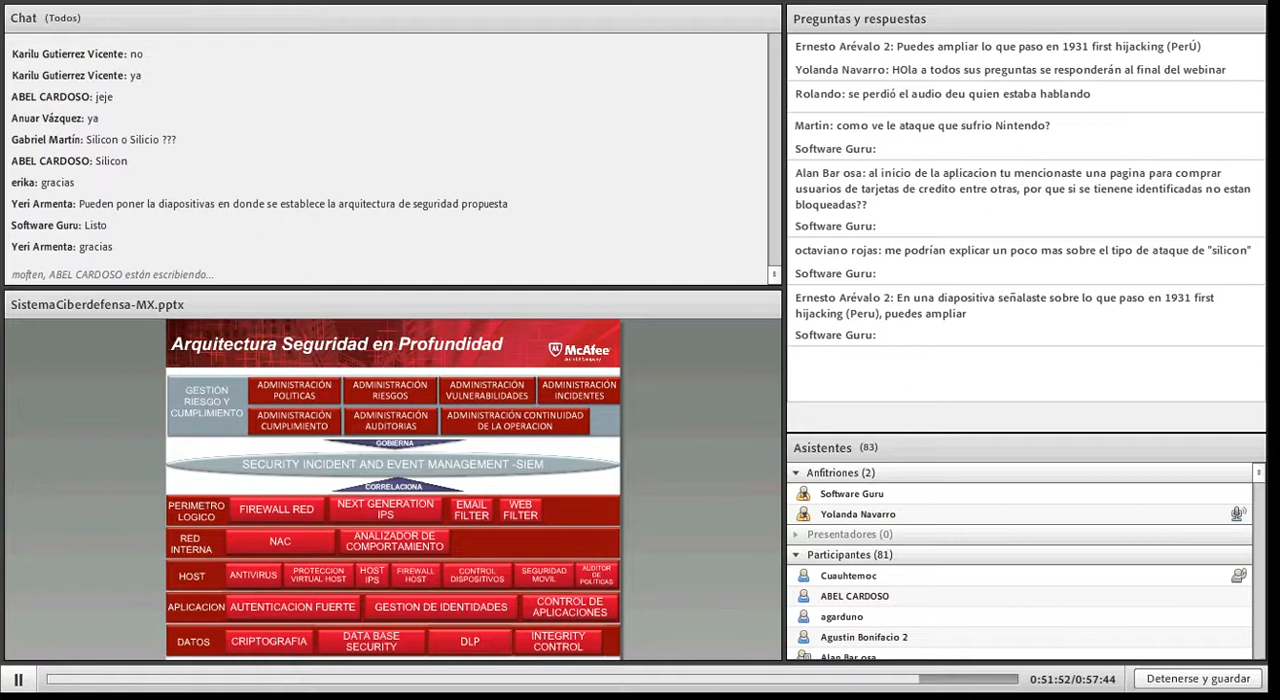 Chat (Todos)
Karilu Gutierrez Vicente: no
Karilu Gutierrez Vicente: ya
ABEL CARDOSO: jeje
Anuar Vázquez: ya
Gabriel Martín: Silicon o Silicio ???
ABEL CARDOSO: Silicon
erika: gracias
Yeri Armenta: Pueden poner la diapositivas en donde se establece la arquitectura de seguridad propuesta
Software Guru: Listo
Yeri Armenta: gracias
moften, ABEL CARDOSO están escribiendo...
SistemaCiberdefensa-MX.pptx
Arquitectura Seguridad en Profundidad
McAfee
GESTIÓN
RIESGO Y
CUMPLIMIENTO
ADMINISTRACIÓN
POLITICAS
ADMINISTRACIÓN
RIESGOS
ADMINISTRACIÓN
VULNERABILIDADES
ADMINISTRACIÓN
INCIDENTES
ADMINISTRACIÓN
CUMPLIMIENTO
ADMINISTRACIÓN
AUDITORIAS
ADMINISTRACIÓN CONTINUIDAD
DE LA OPERACION
GOBIERNA
SECURITY INCIDENT AND EVENT MANAGEMENT -SIEM
CORRELACIONA
PERIMETRO
LOGICO
FIREWALL RED
NEXT GENERATION
IPS
EMAIL
FILTER
WEB
FILTER
RED
INTERNA
NAC
ANALIZADOR DE
COMPORTAMIENTO
HOST
ANTIVIRUS
PROTECCION
VIRTUAL HOST
HOST
IPS
FIREWALL
HOST
CONTROL
DISPOSITIVOS
SEGURIDAD
MOVIL
AUDITOR
DE
POLITICAS
APLICACION
AUTENTICACION FUERTE
GESTION DE IDENTIDADES
CONTROL DE
APLICACIONES
DATOS
CRIPTOGRAFIA
DATA BASE
SECURITY
DLP
INTEGRITY
CONTROL
Preguntas y respuestas
Ernesto Arévalo 2: Puedes ampliar lo que paso en 1931 first hijacking (PerÚ)
Yolanda Navarro: HOla a todos sus preguntas se responderán al final del webinar
Rolando: se perdió el audio deu quien estaba hablando
Martin: como ve le ataque que sufrio Nintendo?
Software Guru:
Alan Bar osa: al inicio de la aplicacion tu mencionaste una pagina para comprar
usuarios de tarjetas de credito entre otras, por que si se tienene identificadas no estan
bloqueadas??
Software Guru:
octaviano rojas: me podrían explicar un poco mas sobre el tipo de ataque de "silicon"
Software Guru:
Ernesto Arévalo 2: En una diapositiva señalaste sobre lo que paso en 1931 first
hijacking (Peru), puedes ampliar
Software Guru:
Asistentes (83)
Anfitriones (2)
Software Guru
Yolanda Navarro
Presentadores (0)
Participantes (81)
Cuauhtemoc
ABEL CARDOSO
agarduno
Agustin Bonifacio 2
Alan Bar osa
0:51:52/0:57:44
Detenerse y guardar